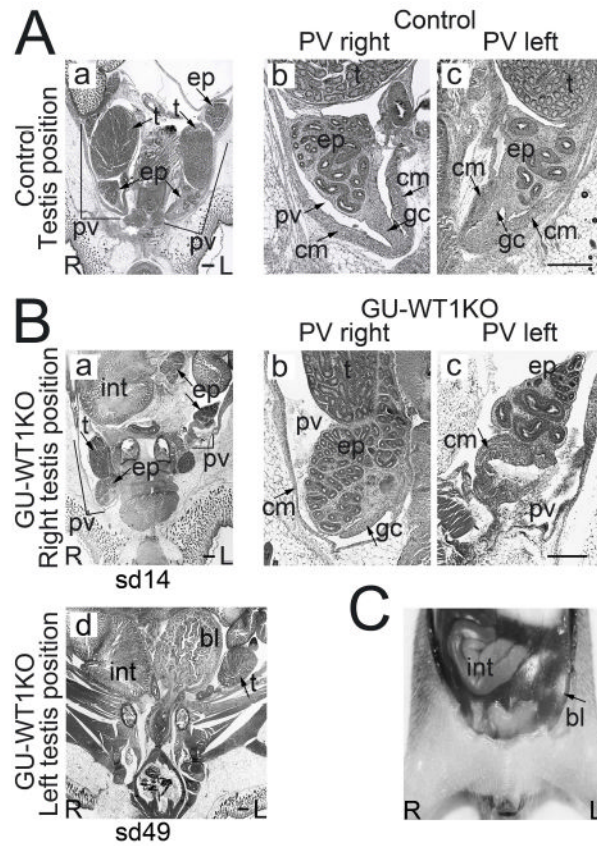 A
Control
PV right PV left
Control
Testis position
a
ep
t
t
ep
pv
pv
R
L
b
t
ep
cm
pv
gc
cm
c
t
ep
cm
cm
gc
B
GU-WT1KO
PV right PV left
GU-WT1KO
Right testis position
a
int
ep
t
ep
pv
pv
R
L
sd14
b
t
pv
ep
cm
gc
c
ep
cm
pv
GU-WT1KO
Left testis position
d
bl
int
t
R
L
sd49
C
int
bl
R
L